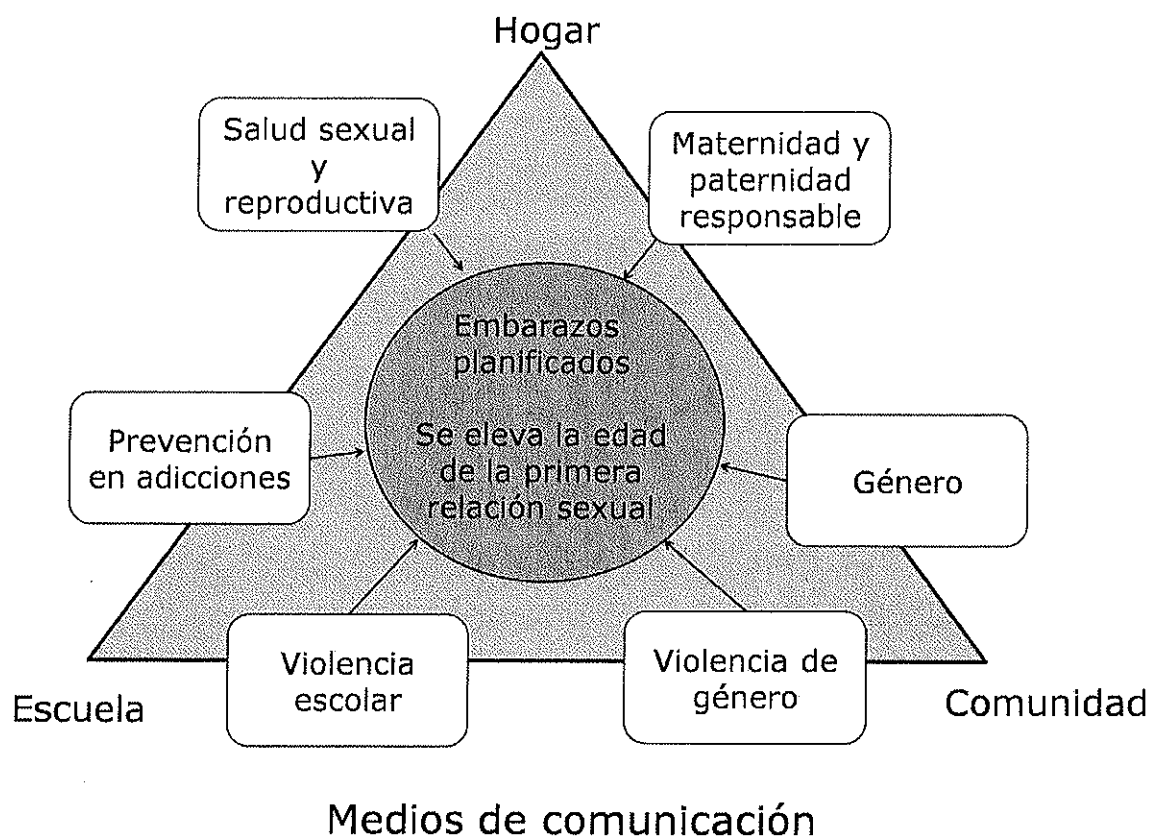 Hogar
Salud sexual
y
reproductiva
Maternidad y
paternidad
responsable
Embarazos
planificados
Se eleva la edad
de la primera
relación sexual
Prevención
en adicciones
Género
Violencia
escolar
Violencia de
género
Escuela
Comunidad
Medios de comunicación